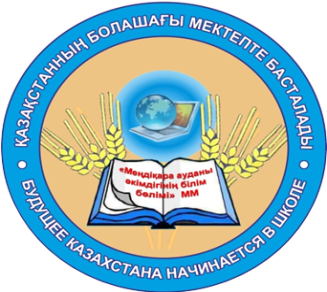 ҚАЗАҚСТАННЫҢ БОЛАШАҒЫ МЕКТЕПТЕ БАСТАЛАДЫ
«Меңдіқара ауданы
әкімдігінің білім
бөлімі» ММ
БУДУЩЕЕ КАЗАХСТАНА НАЧИНАЕТСЯ В ШКОЛЕ